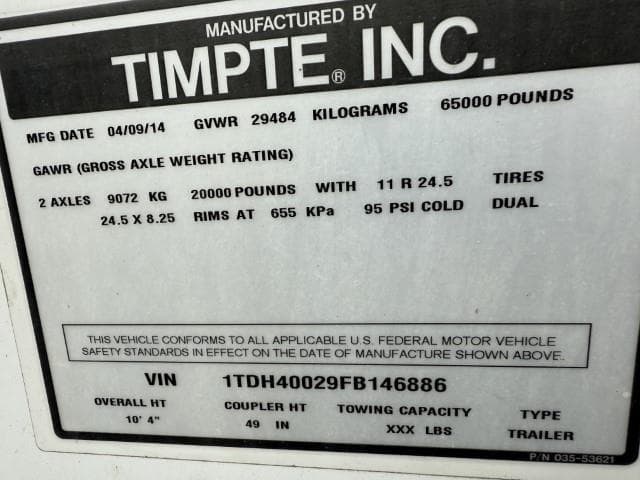 MANUFACTURED BY
TIMPTE® INC.
MFG DATE 04/09/14 GVWR 29484 KILOGRAMS 65000 POUNDS
GAWR (GROSS AXLE WEIGHT RATING)
2 AXLES 9072 KG 20000 POUNDS WITH 11 R 24.5 TIRES
24.5 X 8.25 RIMS AT 655 KPa 95 PSI COLD DUAL
THIS VEHICLE CONFORMS TO ALL APPLICABLE U.S. FEDERAL MOTOR VEHICLE
SAFETY STANDARDS IN EFFECT ON THE DATE OF MANUFACTURE SHOWN ABOVE.
VIN 1TDH40029FB146886
OVERALL HT COUPLER HT TOWING CAPACITY TYPE
10' 4" 49 IN XXX LBS TRAILER
P/N 035-53621